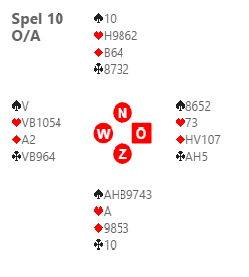 Spel 10
O/A
♠10
♥H9862
♦B64
♣8732
♠V
♥VB1054
♦A2
♣VB964
N
W O
Z
♠8652
♥73
♦HV107
♣AH5
♠AHB9743
♥A
♦9853
♣10